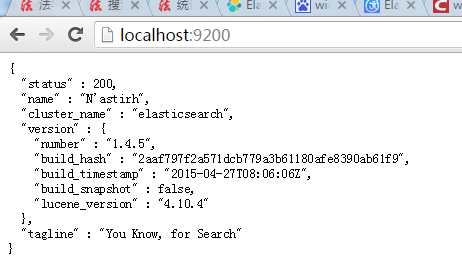 法
搜
统
Ela
wi
Ela
w
localhost:9200
{
"status" : 200,
"name" : "N'astirh",
"cluster_name" : "elasticsearch",
"version" : {
"number" : "1.4.5",
"build_hash" : "2aaf797f2a571dcb779a3b61180afe8390ab61f9",
"build_timestamp" : "2015-04-27T08:06:06Z",
"build_snapshot" : false,
"lucene_version" : "4.10.4"
},
"tagline" : "You Know, for Search"
}